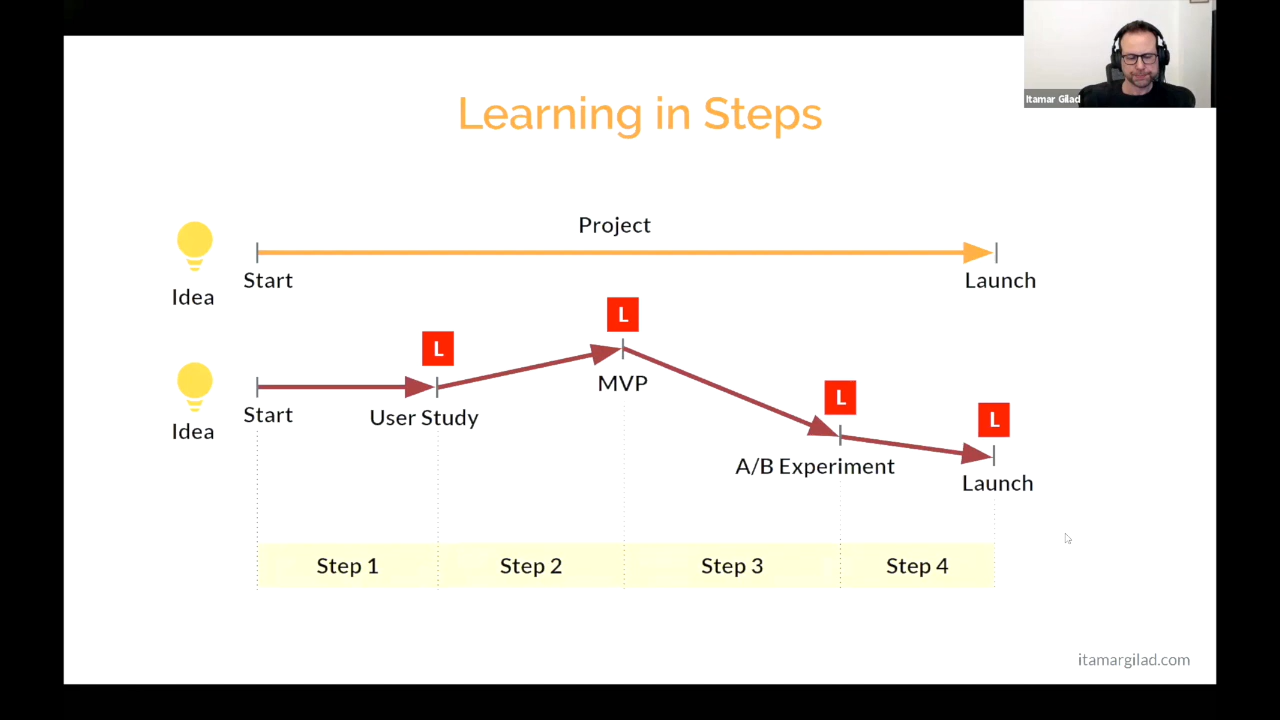 Itamar Gilad
Learning in Steps
Project
Start
Launch
Idea
L
L
MVP
L
L
Start
User Study
Idea
A/B Experiment
Launch
Step 1
Step 2
Step 3
Step 4
itamargilad.com